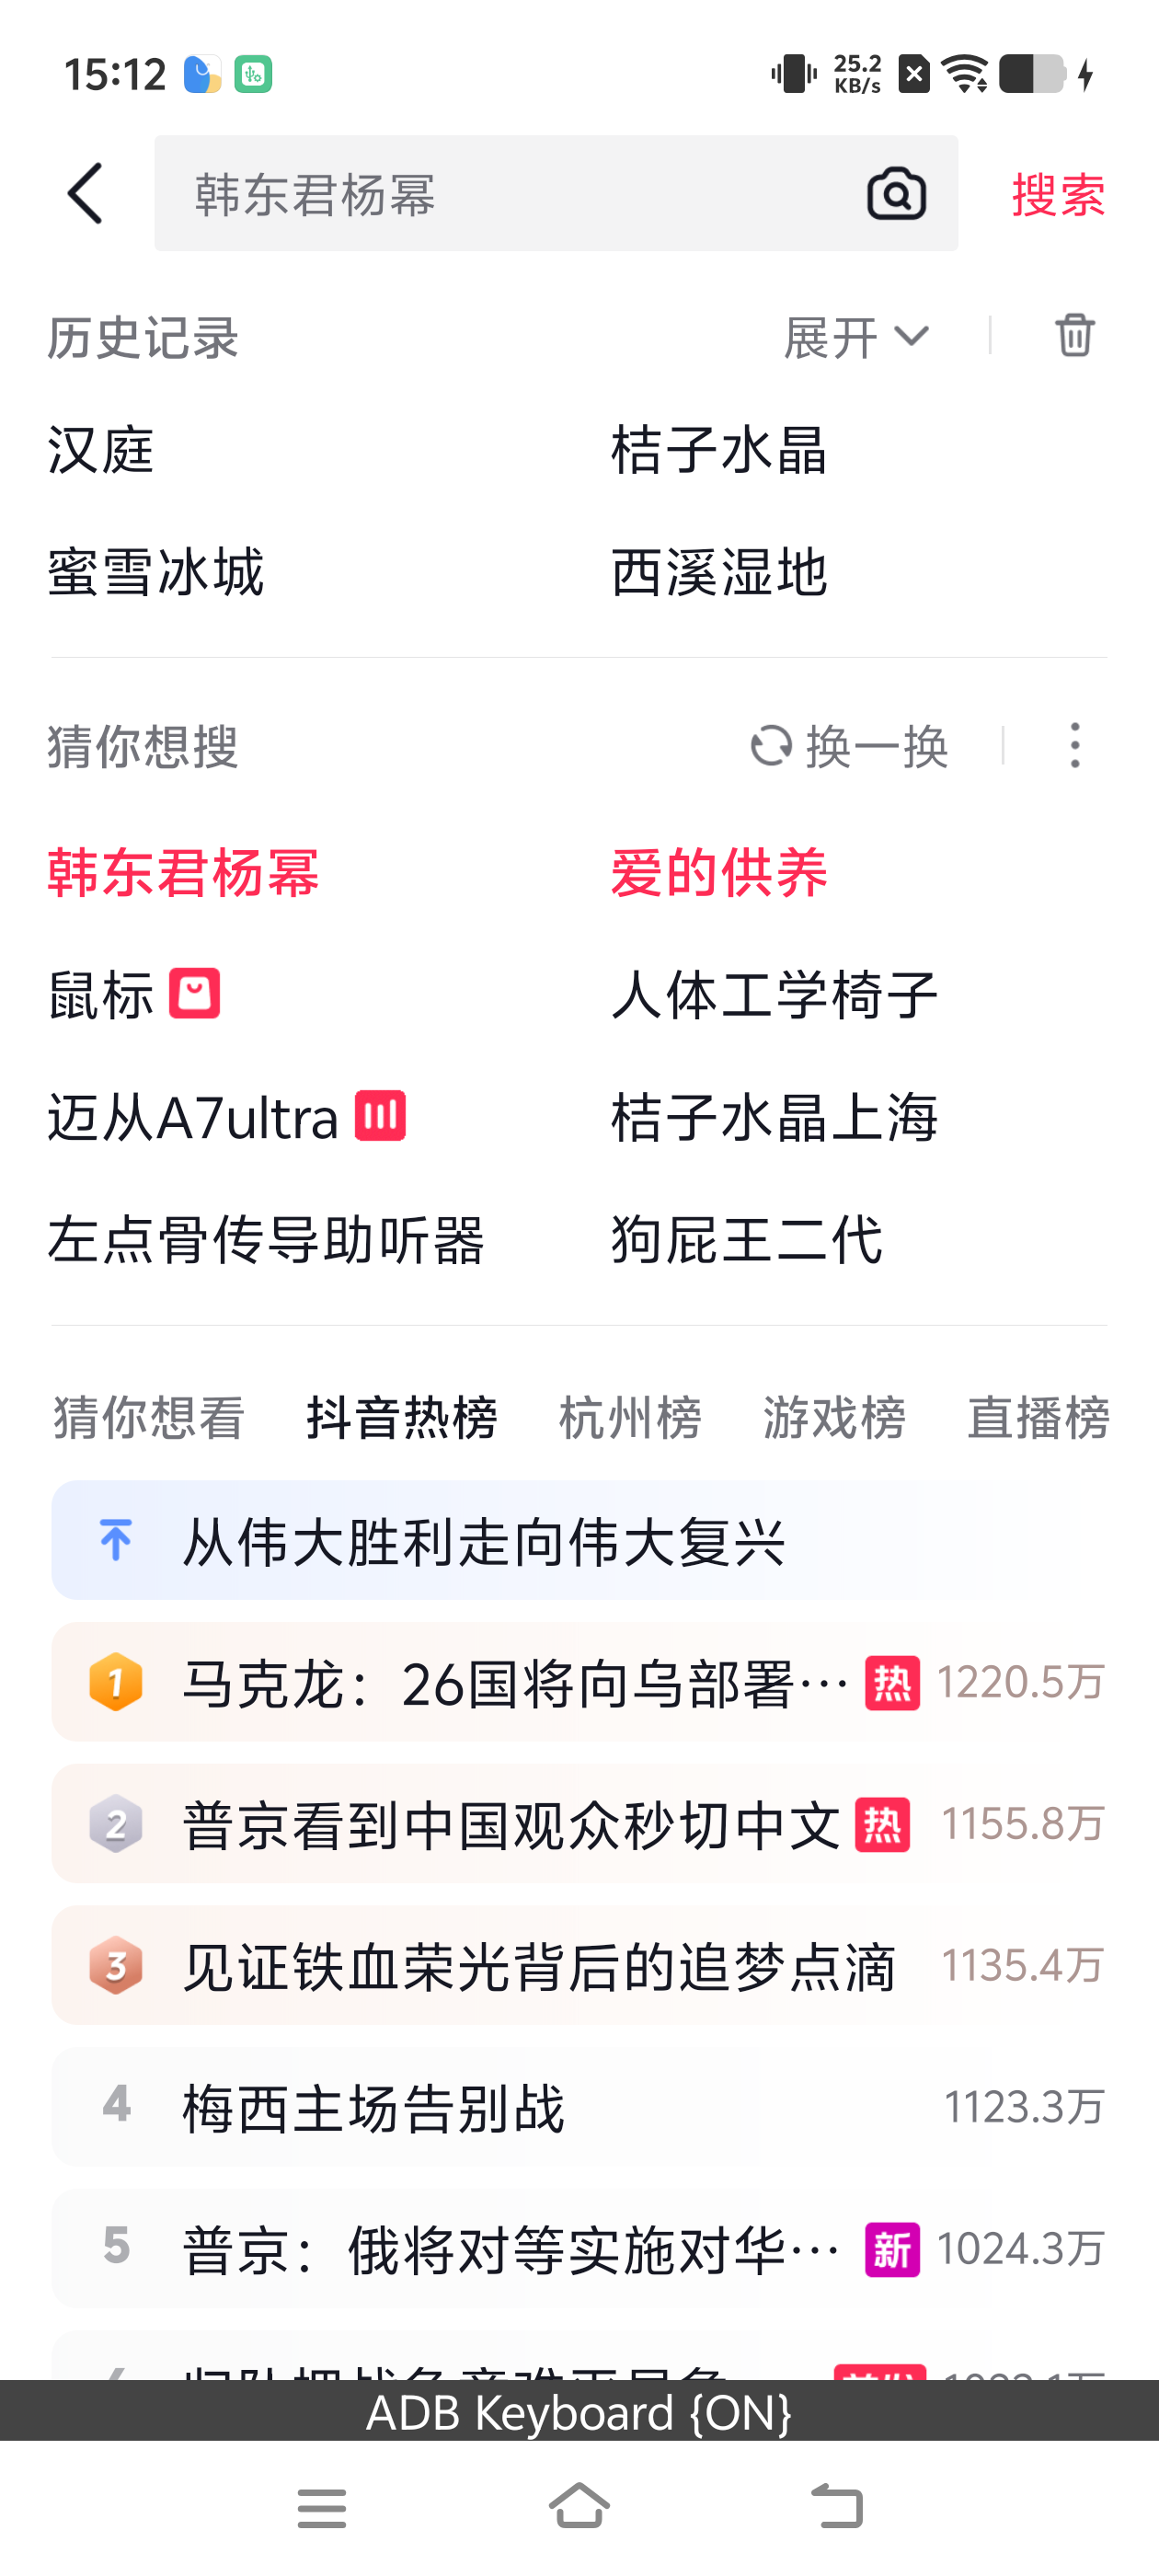 15:12
25.2
KB/s
韩东君杨幂
搜索
历史记录
展开
汉庭
桔子水晶
蜜雪冰城
西溪湿地
猜你想搜
换一换
韩东君杨幂
爱的供养
鼠标
人体工学椅子
迈从A7ultra
桔子水晶上海
左点骨传导助听器
狗屁王二代
猜你想看 抖音热榜 杭州榜 游戏榜 直播榜
从伟大胜利走向伟大复兴
1 马克龙：26国将向乌部署… 热 1220.5万
2 普京看到中国观众秒切中文 热 1155.8万
3 见证铁血荣光背后的追梦点滴 1135.4万
4 梅西主场告别战 1123.3万
5 普京：俄将对等实施对华… 新 1024.3万
ADB Keyboard {ON}